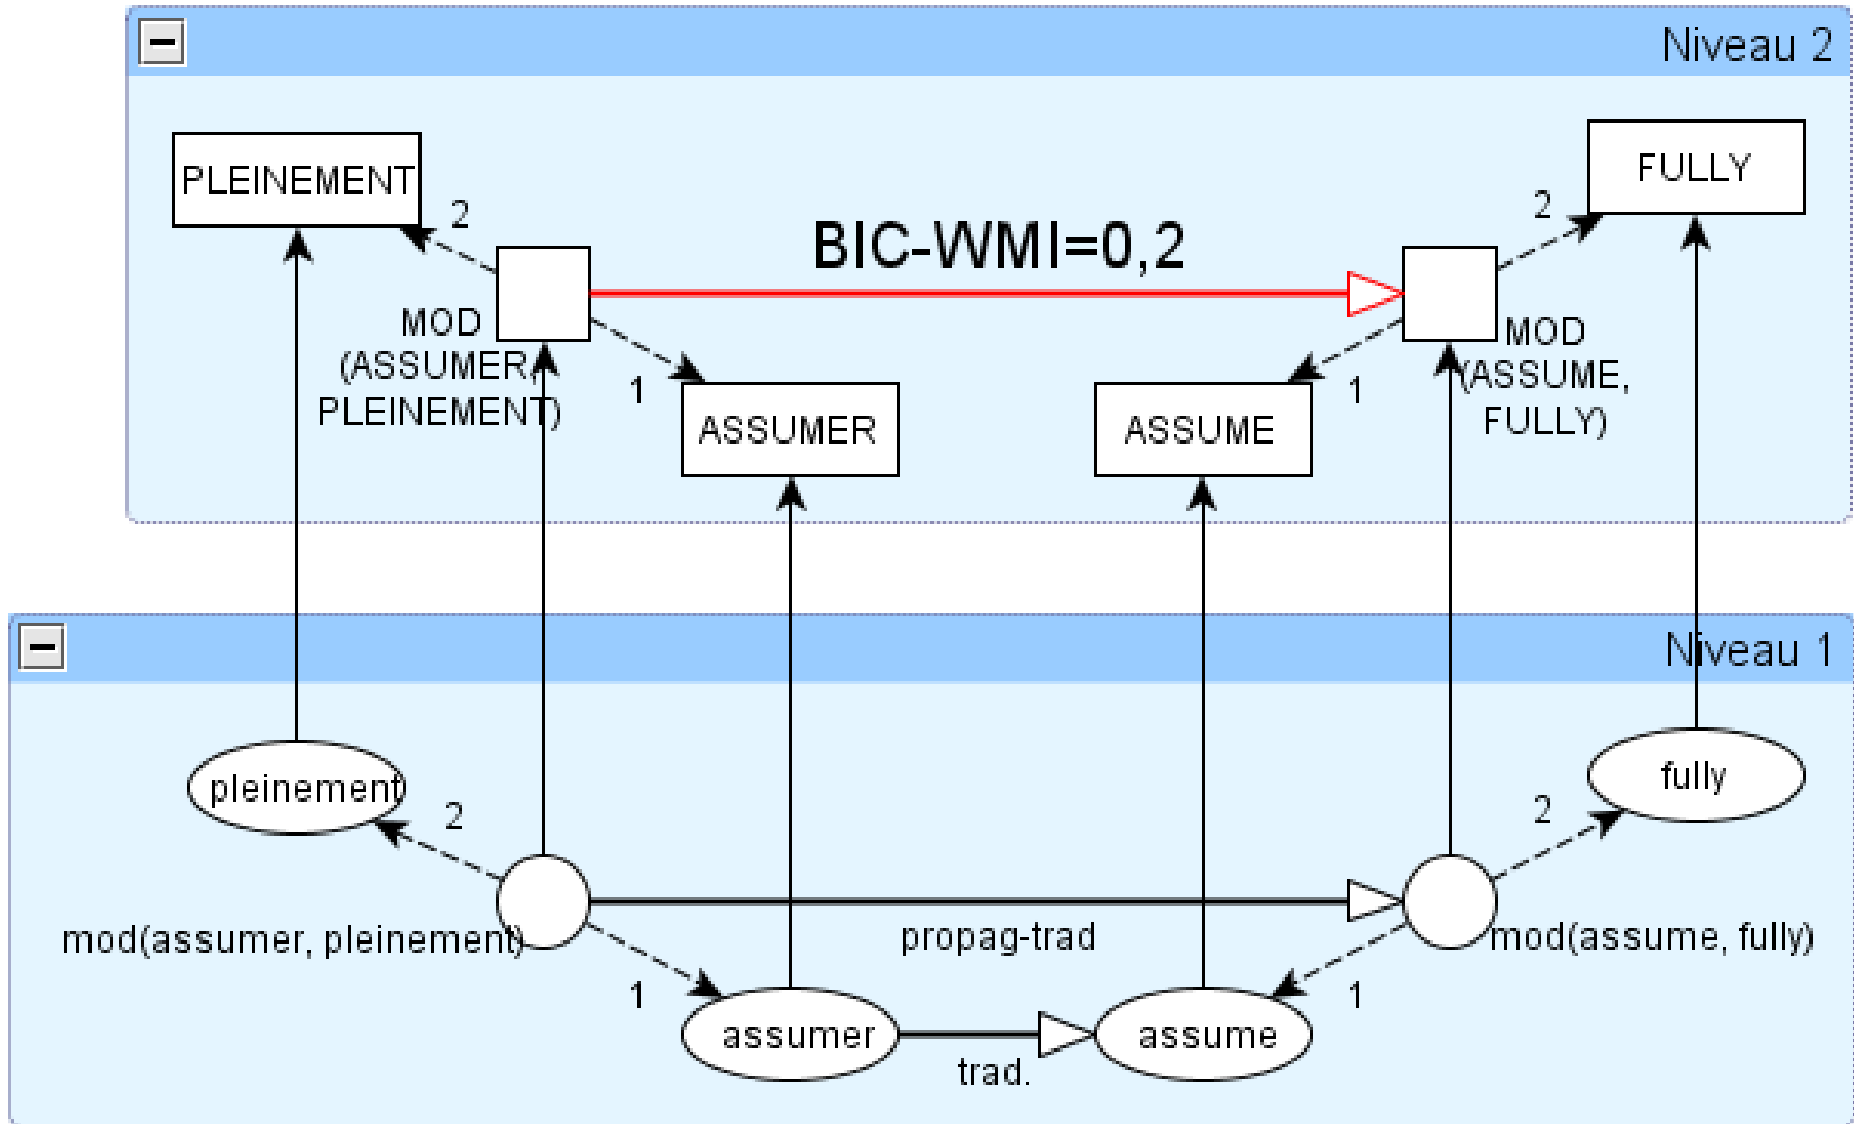 Niveau 2
PLEINEMENT
FULLY
2
2
BIC-WMI=0,2
MOD
(ASSUMER,
PLEINEMENT)
MOD
(ASSUME,
FULLY)
1
1
ASSUMER
ASSUME
Niveau 1
pleinement
fully
2
2
mod(assumer, pleinement)
propag-trad
mod(assume, fully)
1
1
assumer
assume
trad.